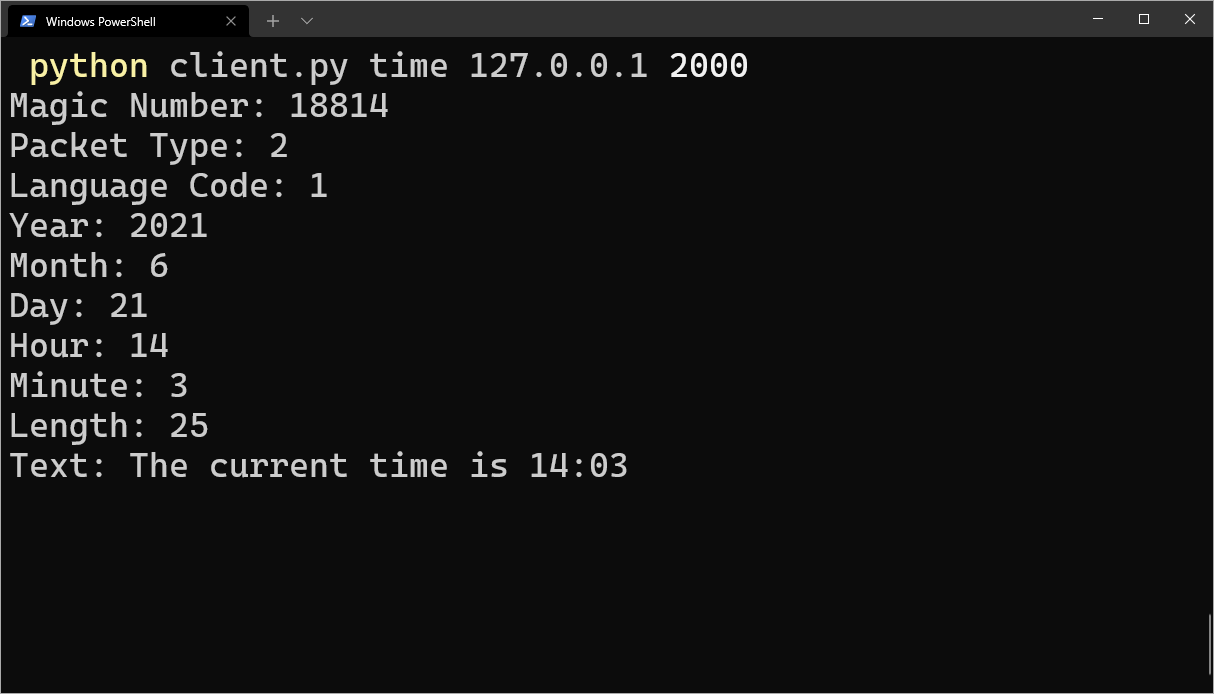 Windows PowerShell
python client.py time 127.0.0.1 2000
Magic Number: 18814
Packet Type: 2
Language Code: 1
Year: 2021
Month: 6
Day: 21
Hour: 14
Minute: 3
Length: 25
Text: The current time is 14:03